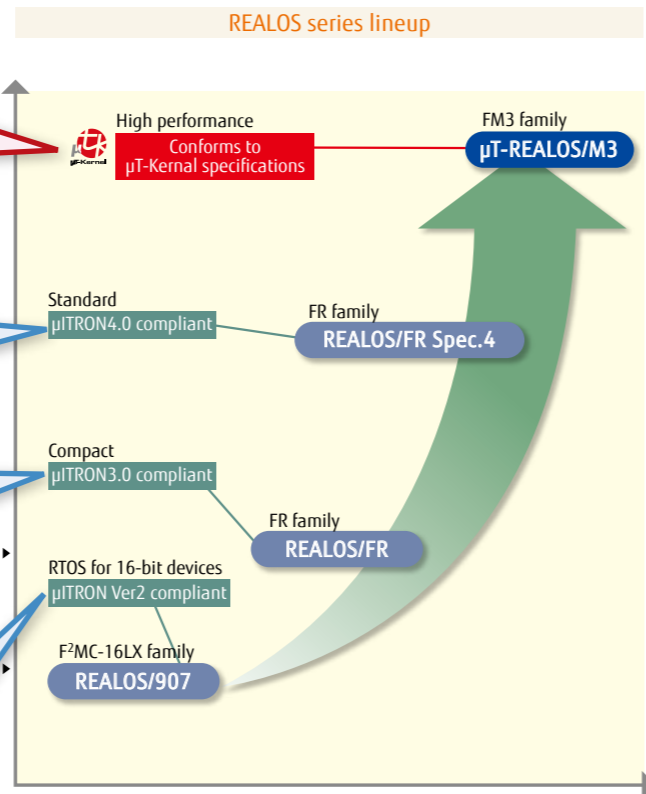 REALOS series lineup
High performance
Conforms to
µT-Kernal specifications
µT-Kernel
FM3 family
µT-REALOS/M3
Standard
µITRON4.0 compliant
FR family
REALOS/FR Spec.4
Compact
µITRON3.0 compliant
FR family
REALOS/FR
RTOS for 16-bit devices
µITRON Ver2 compliant
F²MC-16LX family
REALOS/907